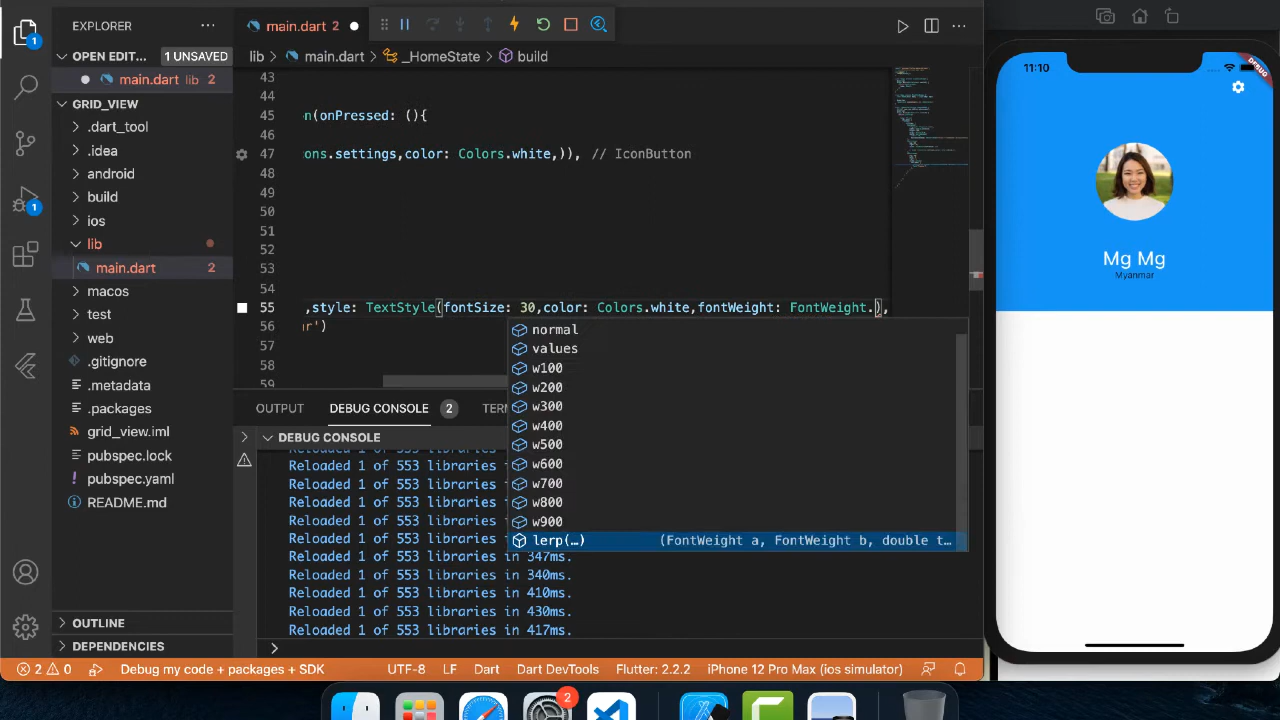 EXPLORER
OPEN EDIT...
1 UNSAVED
main.dart lib 2
GRID_VIEW
.dart_tool
.idea
android
build
ios
lib
main.dart 2
macos
test
web
.gitignore
.metadata
.packages
grid_view.iml
pubspec.lock
pubspec.yaml
README.md
OUTLINE
DEPENDENCIES
1
1
main.dart 2
lib > main.dart > _HomeState > build
43
44
45 n(onPressed: (){
46
47 ons.settings,color: Colors.white,)), // IconButton
48
49
50
51
52
53
54
55 ,style: TextStyle(fontSize: 30,color: Colors.white,fontWeight: FontWeight.),
56 ar')
57
58
59
normal
values
w100
w200
w300
w400
w500
w600
w700
w800
w900
lerp(…) (FontWeight a, FontWeight b, double t…
OUTPUT DEBUG CONSOLE 2 TER
DEBUG CONSOLE
Reloaded 1 of 553 libraries
Reloaded 1 of 553 libraries
Reloaded 1 of 553 libraries
Reloaded 1 of 553 libraries
Reloaded 1 of 553 libraries
Reloaded 1 of 553 libraries in 347ms.
Reloaded 1 of 553 libraries in 340ms.
Reloaded 1 of 553 libraries in 410ms.
Reloaded 1 of 553 libraries in 430ms.
Reloaded 1 of 553 libraries in 417ms.
2 0 Debug my code + packages + SDK UTF-8 LF Dart Dart DevTools Flutter: 2.2.2 iPhone 12 Pro Max (ios simulator)
2
11:10
DEBUG
Mg Mg
Myanmar